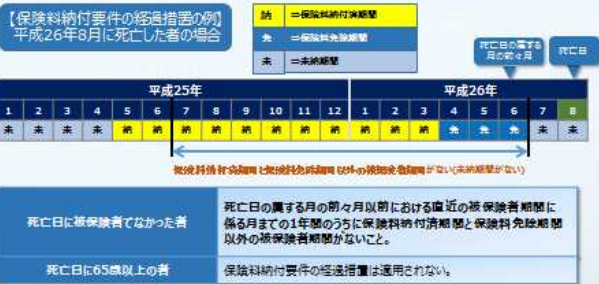 【保険料納付要件の経過措置の例】
平成26年8月に死亡した者の場合
納 ＝保険料納付済期間
免 ＝保険料免除期間
未 ＝未納期間
死亡日の属する
月の前々月
死亡日
平成25年 平成26年
1 2 3 4 5 6 7 8 9 10 11 12 1 2 3 4 5 6 7 8
未 未 未 未 納 納 納 納 納 納 納 納 納 納 納 免 免 免 未 未
保険料納付済期間と保険料免除期間以外の被保険者期間がない(未納期間がない)
死亡日に被保険者でなかった者
死亡日の属する月の前々月以前における直近の被保険者期間に
係る月までの1年間のうちに保険料納付済期間と保険料免除期間
以外の被保険者期間がないこと。
死亡日に65歳以上の者
保険料納付要件の経過措置は適用されない。